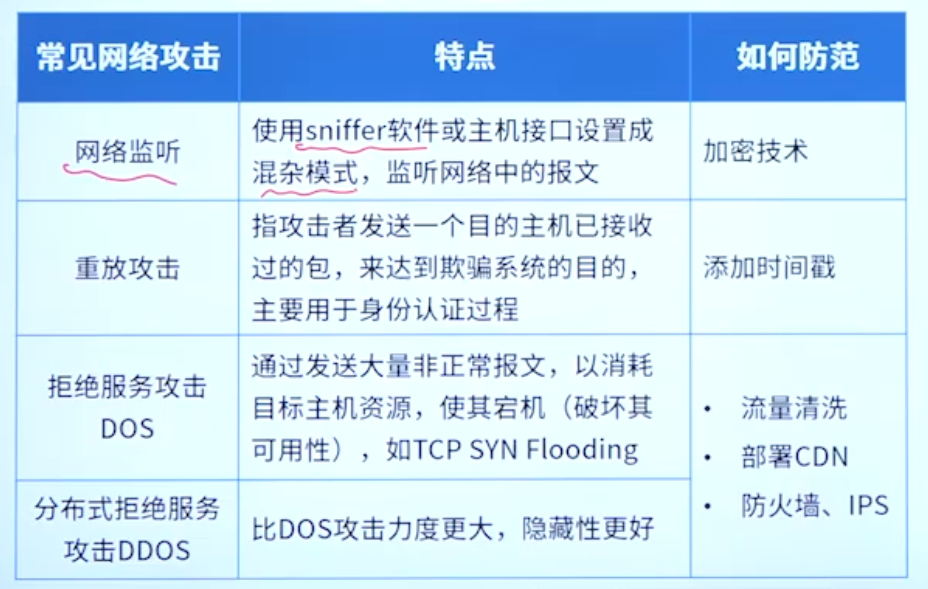 常见网络攻击
特点
如何防范
网络监听
使用sniffer软件或主机接口设置成
混杂模式，监听网络中的报文
加密技术
重放攻击
指攻击者发送一个目的主机已接收
过的包，来达到欺骗系统的目的，
主要用于身份认证过程
添加时间戳
拒绝服务攻击
DOS
通过发送大量非正常报文，以消耗
目标主机资源，使其宕机（破坏其
可用性），如TCP SYN Flooding
• 流量清洗
• 部署CDN
• 防火墙、IPS
分布式拒绝服务
攻击DDOS
比DOS攻击力度更大，隐藏性更好